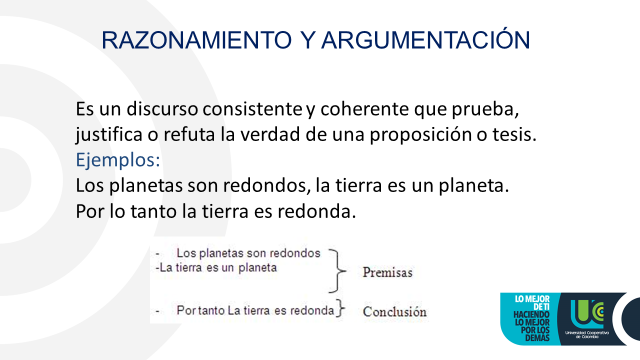 RAZONAMIENTO Y ARGUMENTACIÓN
Es un discurso consistente y coherente que prueba,
justifica o refuta la verdad de una proposición o tesis.
Ejemplos:
Los planetas son redondos, la tierra es un planeta.
Por lo tanto la tierra es redonda.
- Los planetas son redondos
-La tierra es un planeta
Premisas
- Por tanto La tierra es redonda
Conclusión
LO MEJOR
DE TI
HACIENDO
LO MEJOR
POR LOS
DEMÁS
UCC
Universidad Cooperativa
de Colombia